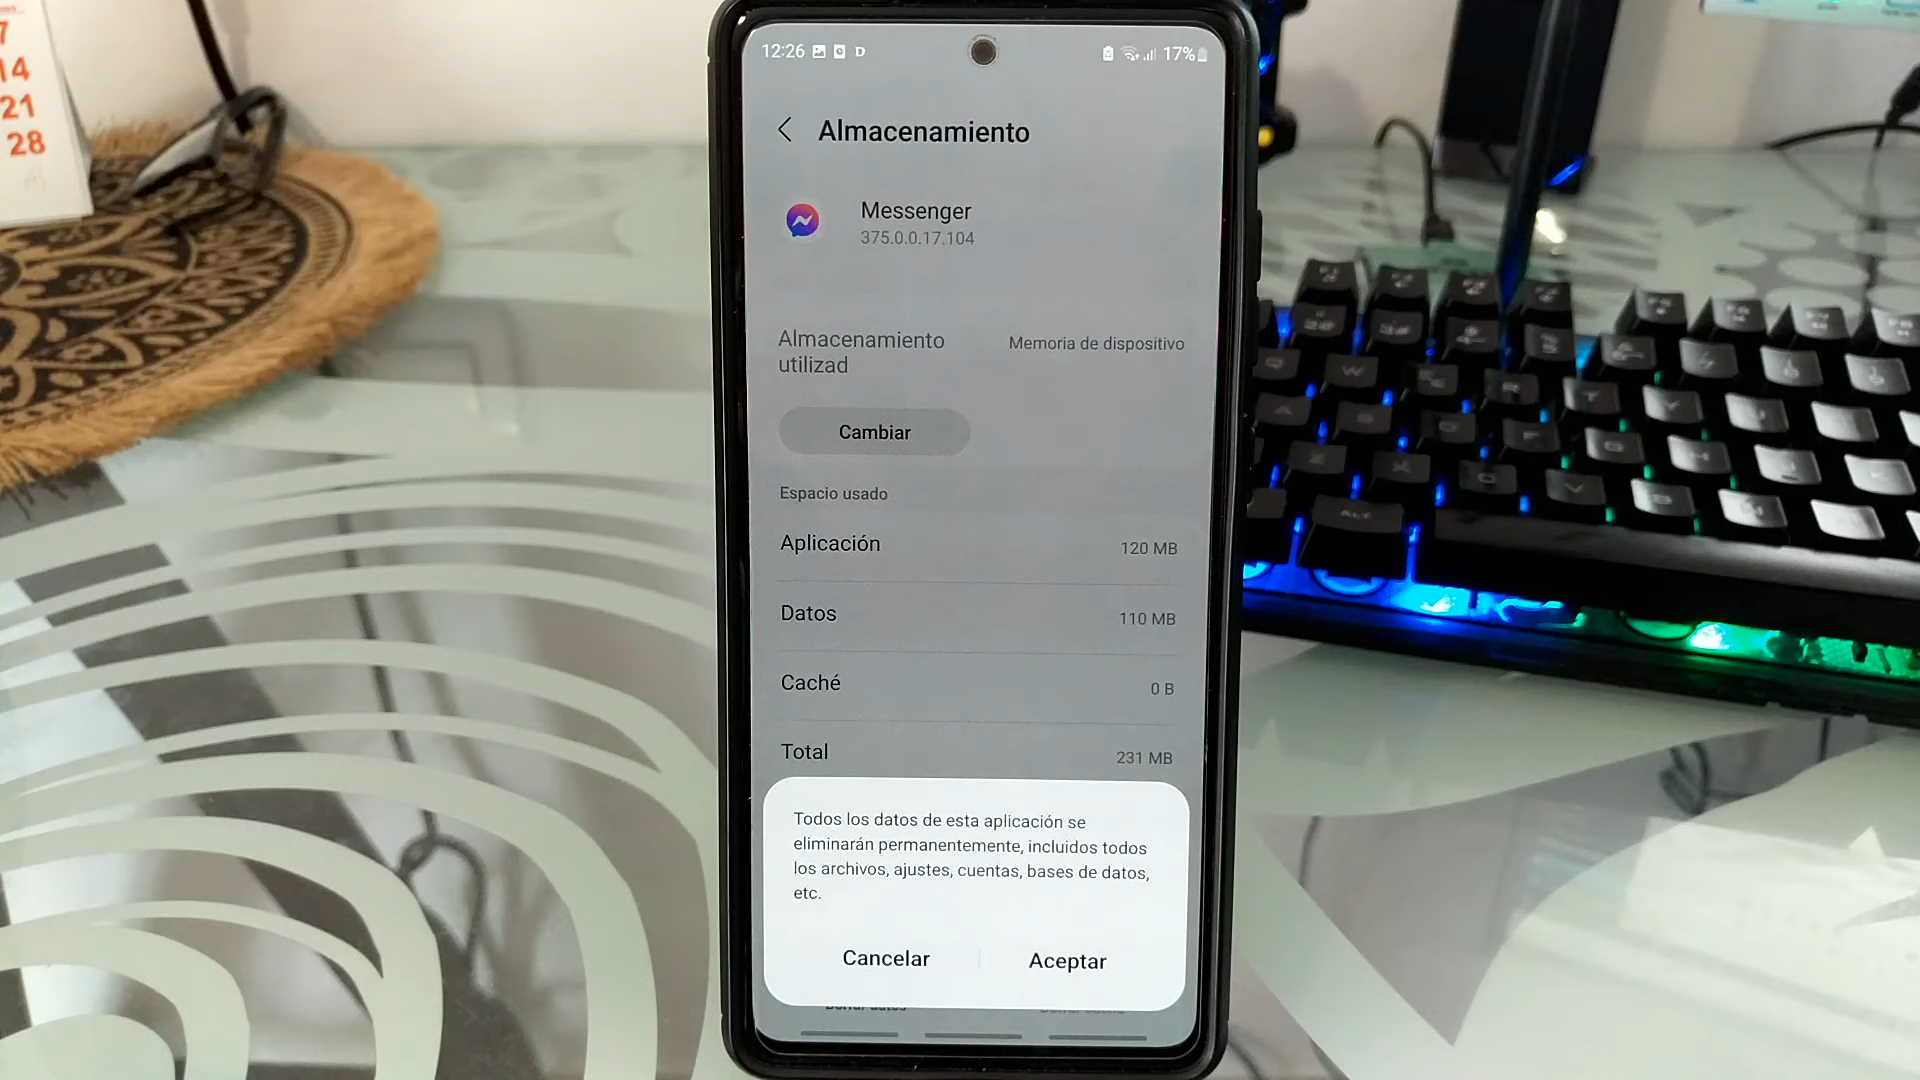 7
14
21
28
12:26 D 17%
Almacenamiento
Messenger
375.0.0.17.104
Almacenamiento
utilizad
Memoria de dispositivo
Cambiar
Espacio usado
Aplicación 120 MB
Datos 110 MB
Caché 0 B
Total 231 MB
Todos los datos de esta aplicación se
eliminarán permanentemente, incluidos todos
los archivos, ajustes, cuentas, bases de datos,
etc.
Cancelar Aceptar